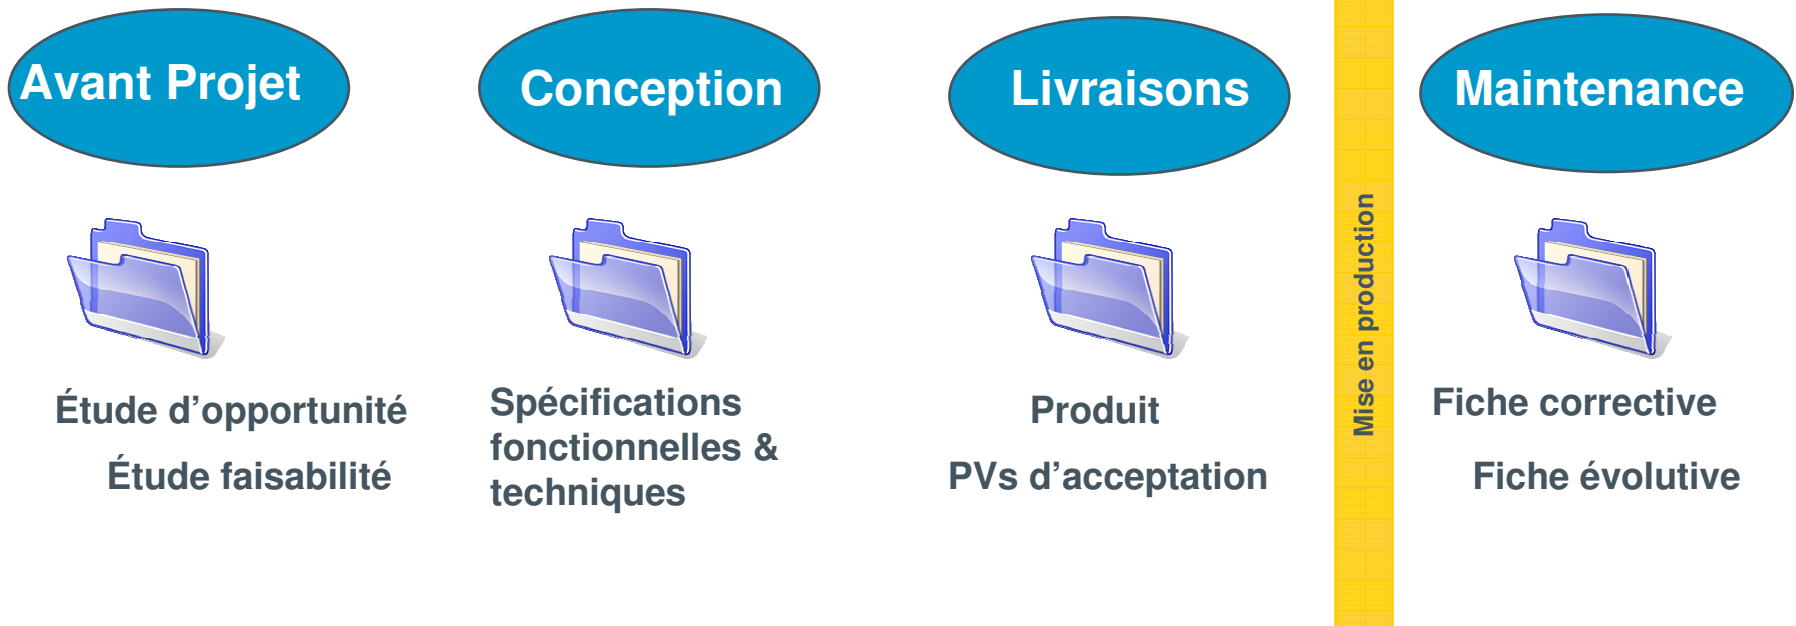 Avant Projet
Conception
Livraisons
Maintenance
Étude d’opportunité
Étude faisabilité
Spécifications
fonctionnelles &
techniques
Produit
PVs d’acceptation
Mise en production
Fiche corrective
Fiche évolutive